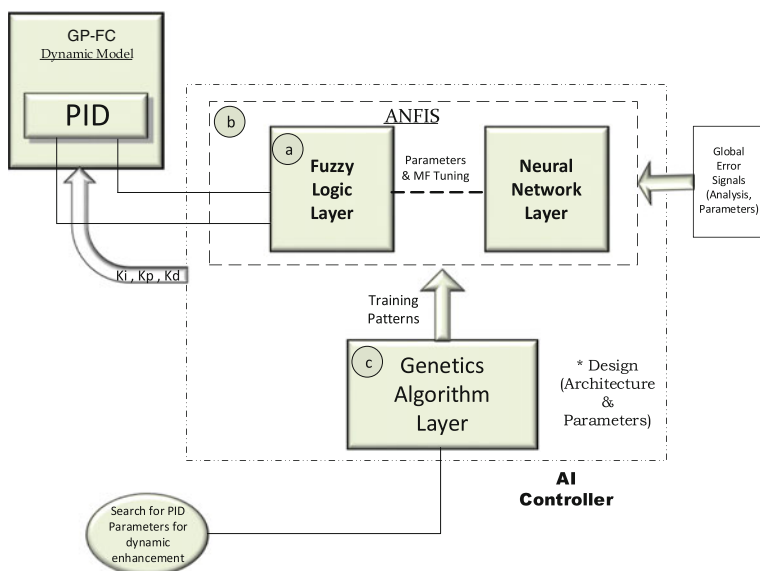 GP-FC
Dynamic Model
PID
b
ANFIS
a
Fuzzy
Logic
Layer
Parameters
& MF Tuning
Neural
Network
Layer
Global
Error
Signals
(Analysis,
Parameters)
Ki , Kp , Kd
Training
Patterns
c
Genetics
Algorithm
Layer
* Design
(Architecture
&
Parameters)
AI
Controller
Search for PID
Parameters for
dynamic
enhancement